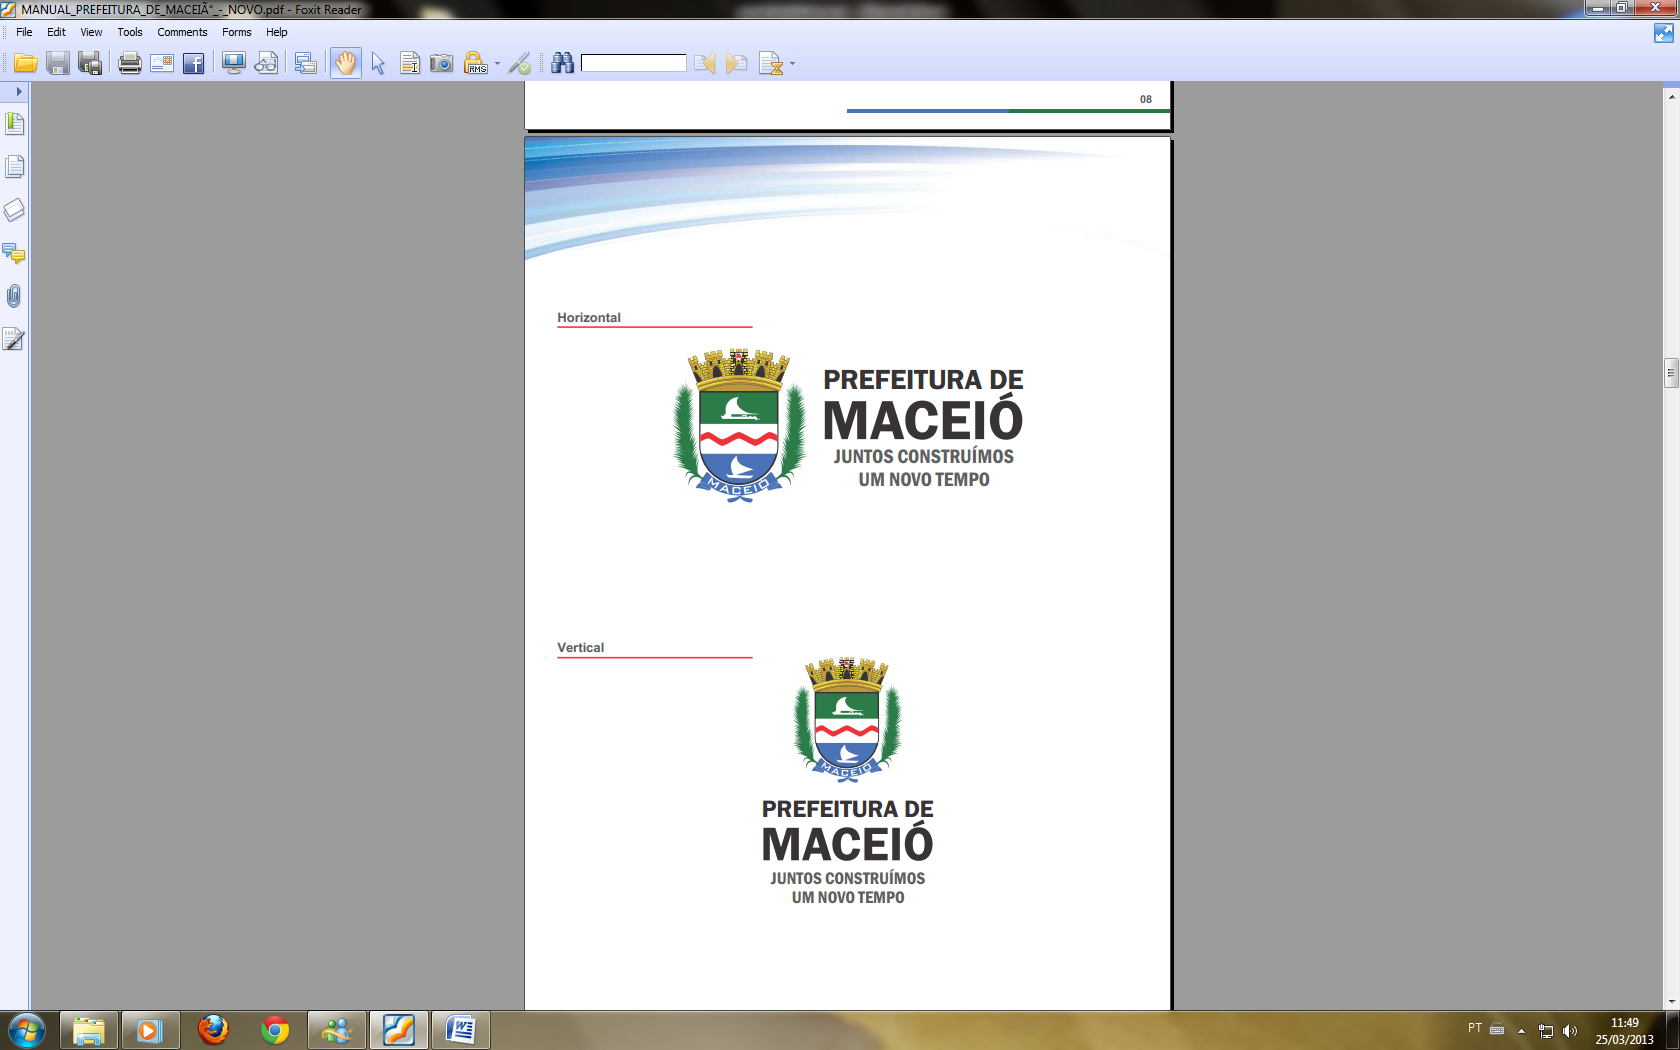 MANUAL_PREFEITURA_DE_MACEIÃ“_-_NOVO.pdf - Foxit Reader
File Edit View Tools Comments Forms Help
RMS
08
Horizontal
PREFEITURA DE
MACEIÓ
JUNTOS CONSTRUÍMOS
UM NOVO TEMPO
MACEIÓ
Vertical
MACEIÓ
PREFEITURA DE
MACEIÓ
JUNTOS CONSTRUÍMOS
UM NOVO TEMPO
PT
11:49
25/03/2013